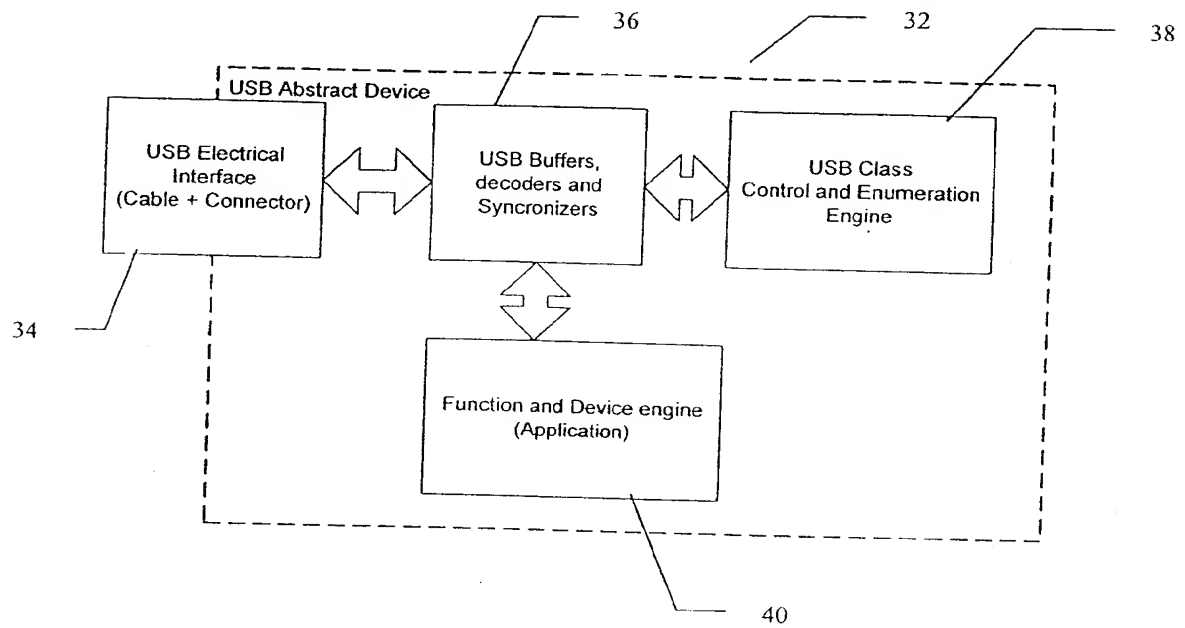 36
32
38
USB Abstract Device
USB Electrical
Interface
(Cable + Connector)
USB Buffers,
decoders and
Syncronizers
USB Class
Control and Enumeration
Engine
34
Function and Device engine
(Application)
40